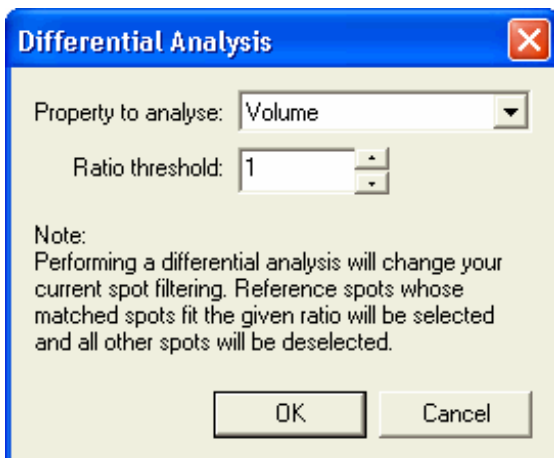 Differential Analysis
Property to analyse: Volume
Ratio threshold: 1
Note:
Performing a differential analysis will change your
current spot filtering. Reference spots whose
matched spots fit the given ratio will be selected
and all other spots will be deselected.
OK Cancel